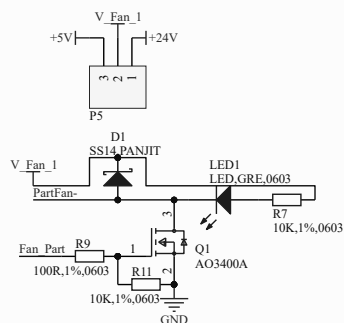 V_Fan_1
+5V
+24V
3
2
1
P5
D1
SS14,PANJIT
V_Fan_1
LED1
LED,GRE,0603
PartFan-
R7
10K,1%,0603
3
Fan_Part
R9
1
Q1
AO3400A
100R,1%,0603
R11
2
10K,1%,0603
GND